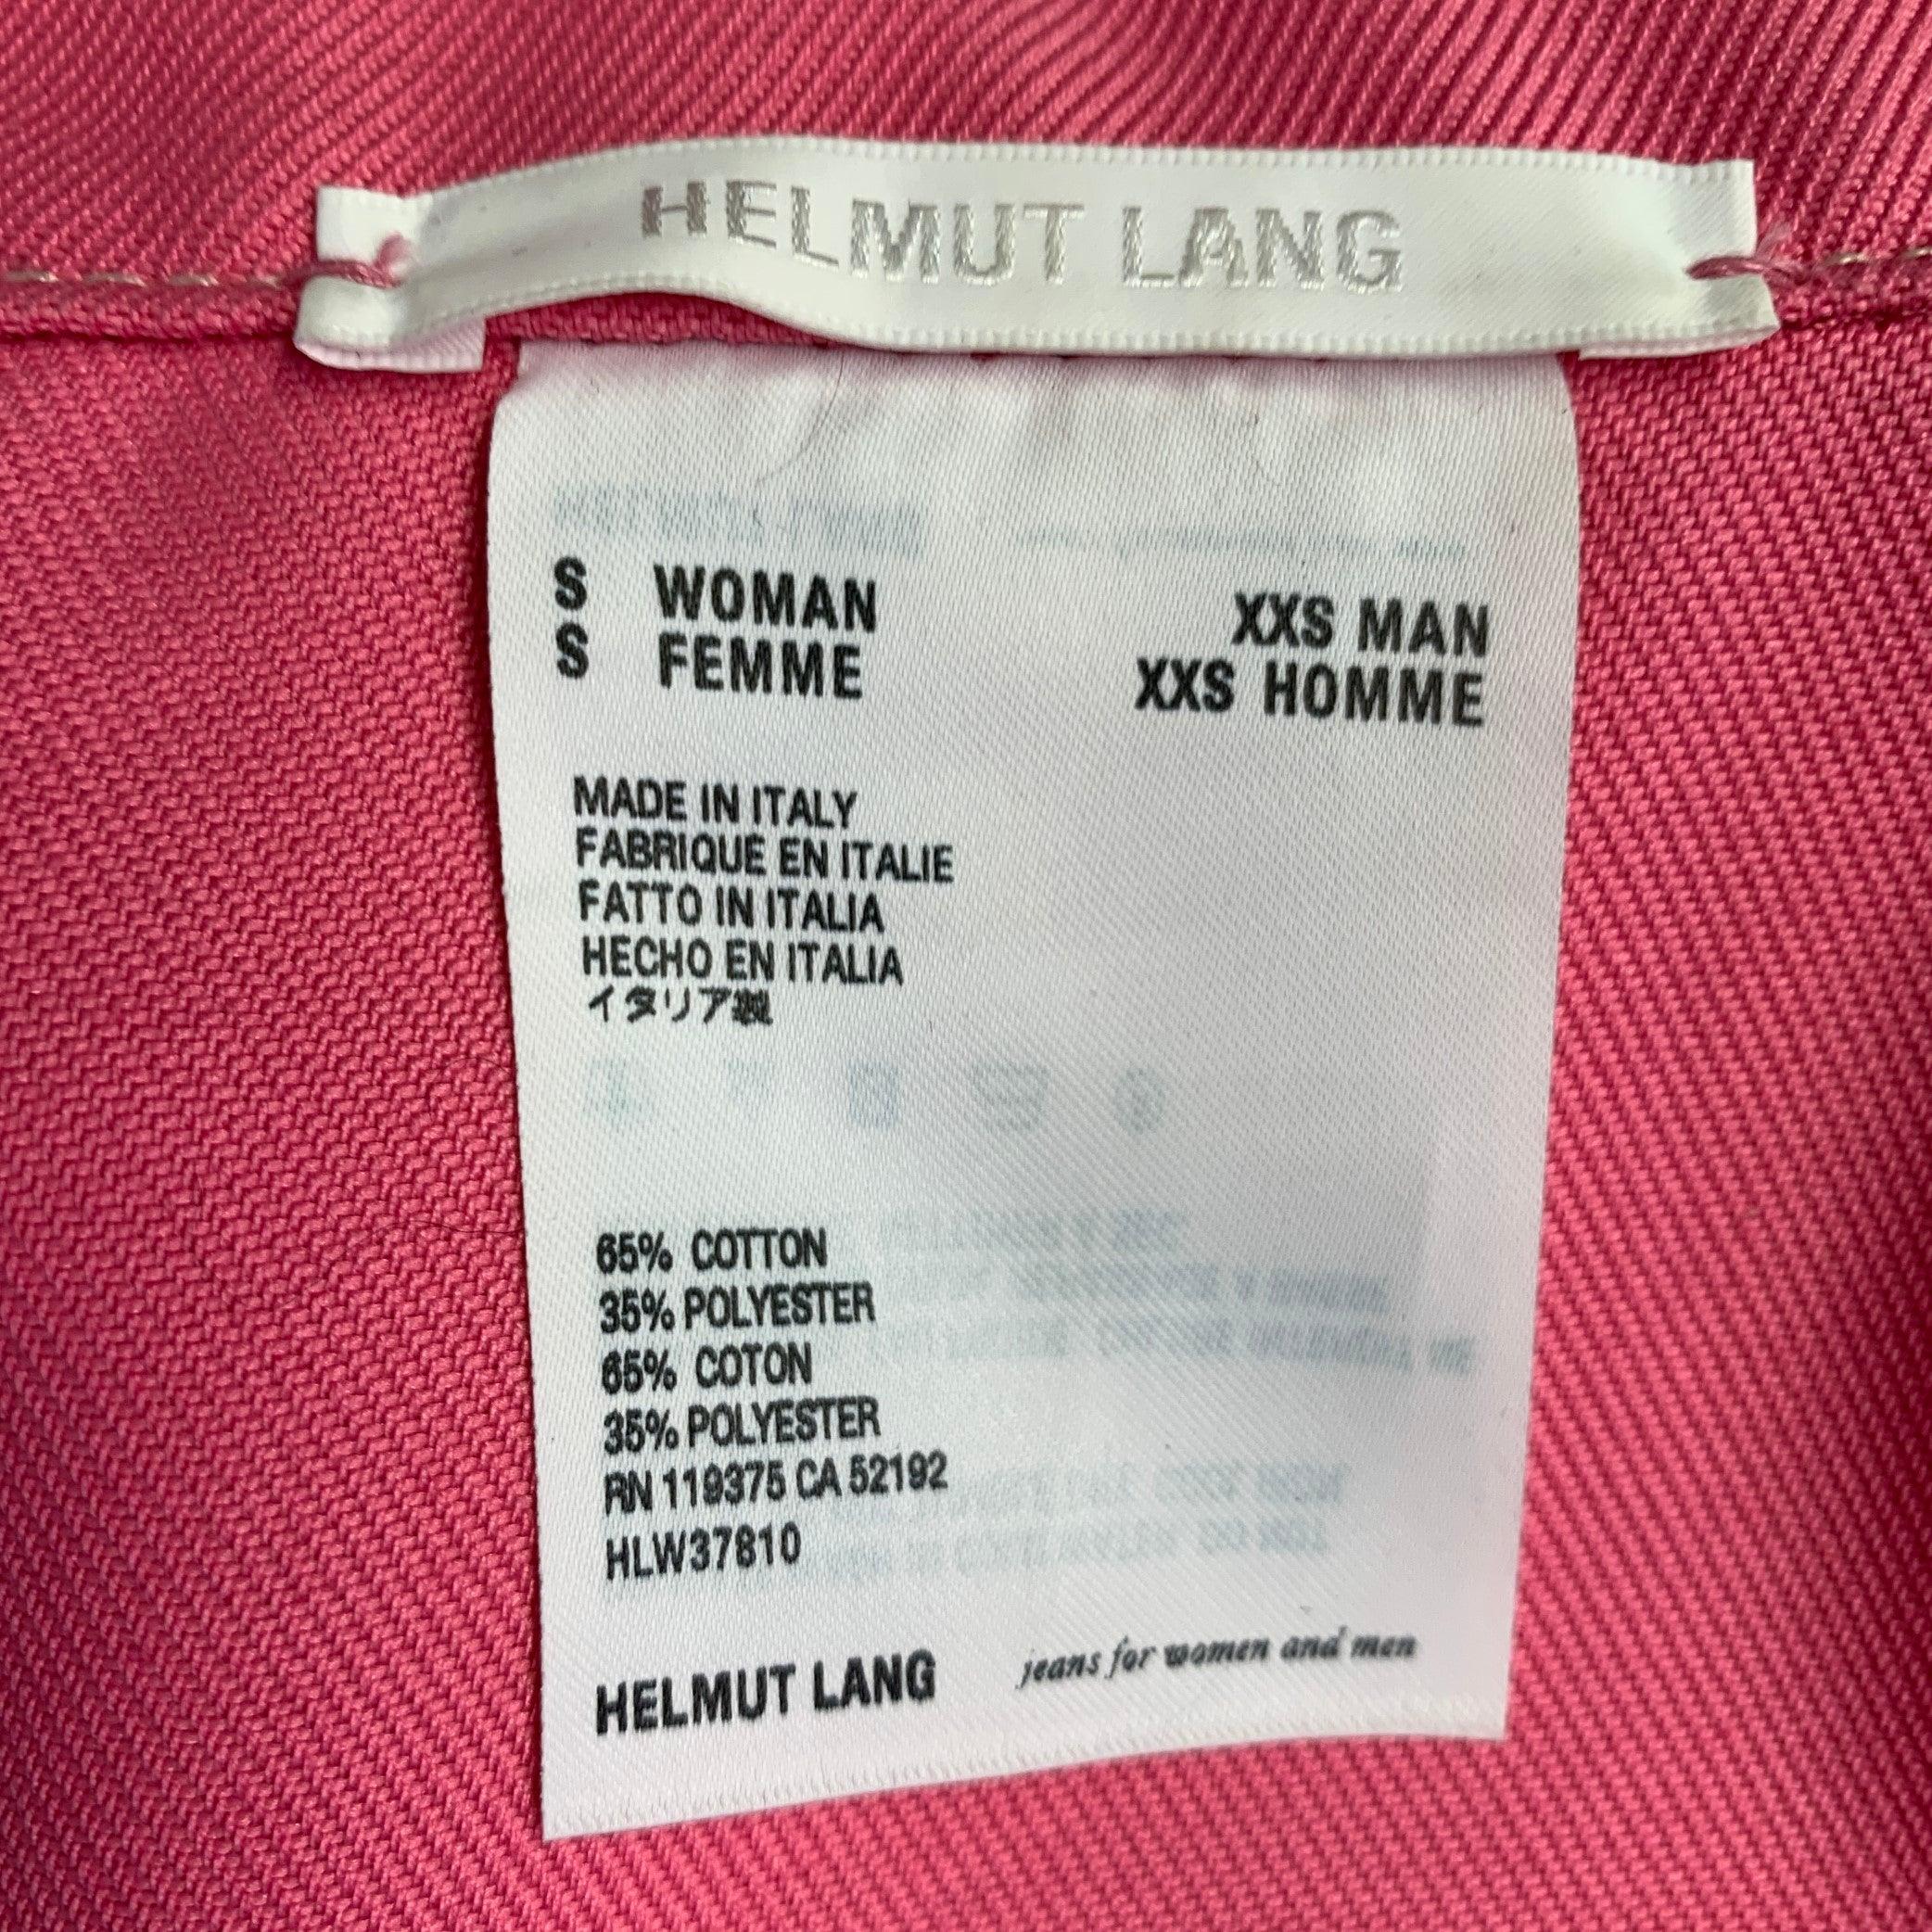 HELMUT LANG
S WOMAN XXS MAN
S FEMME XXS HOMME
MADE IN ITALY
FABRIQUE EN ITALIE
FATTO IN ITALIA
HECHO EN ITALIA
イタリア製
65% COTTON
35% POLYESTER
65% COTON
35% POLYESTER
RN 119375 CA 52192
HLW37810
HELMUT LANG jeans for women and men